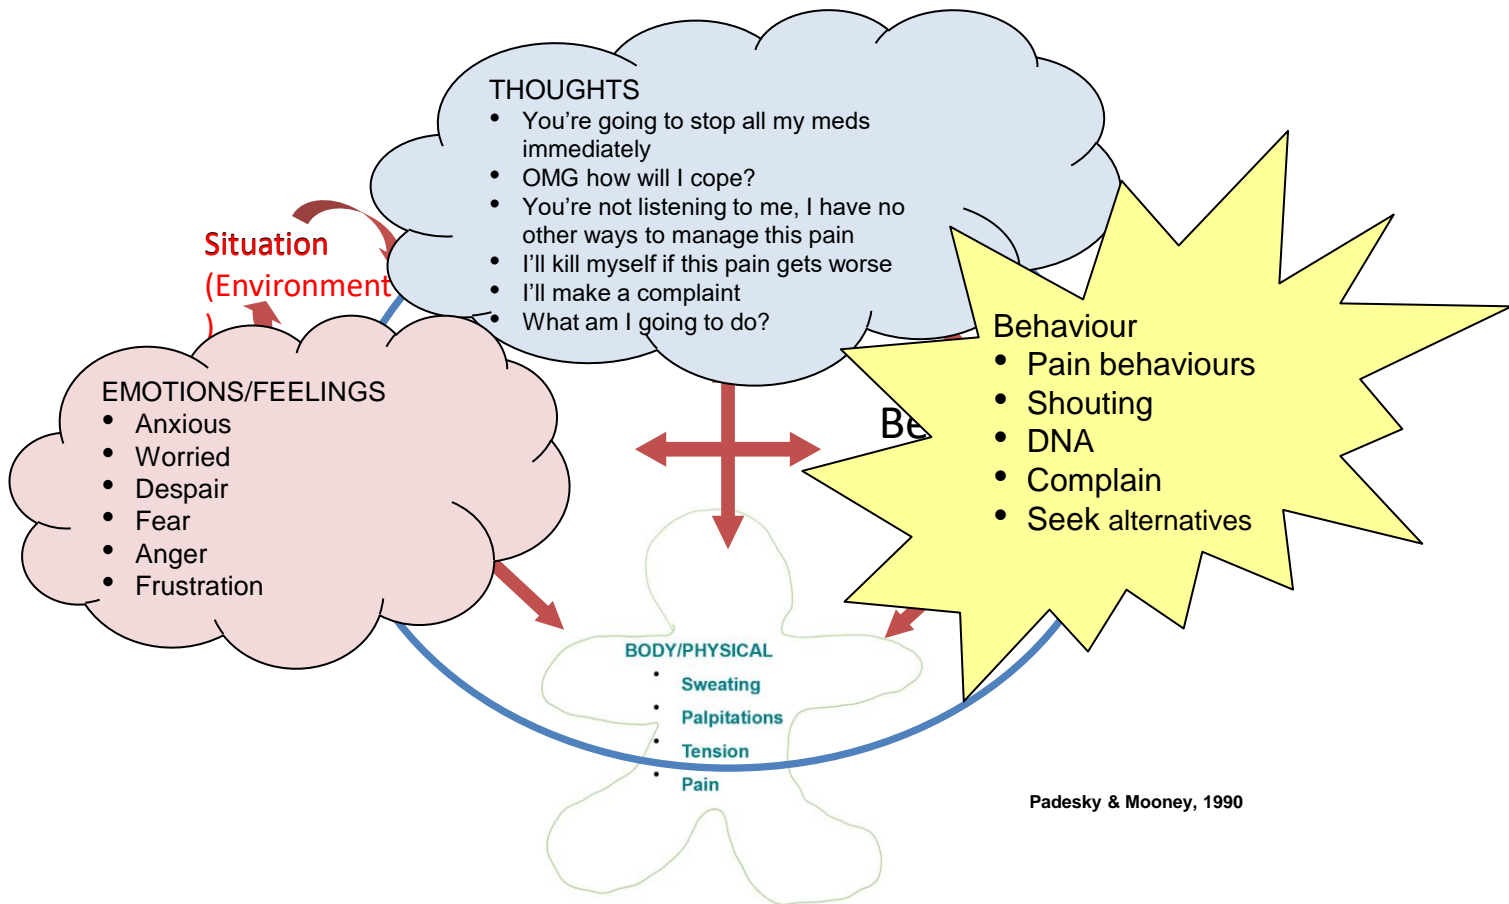 THOUGHTS
• You’re going to stop all my meds
immediately
• OMG how will I cope?
• You’re not listening to me, I have no
other ways to manage this pain
• I’ll kill myself if this pain gets worse
• I’ll make a complaint
• What am I going to do?
Situation
(Environment
)
EMOTIONS/FEELINGS
• Anxious
• Worried
• Despair
• Fear
• Anger
• Frustration
Be
Behaviour
• Pain behaviours
• Shouting
• DNA
• Complain
• Seek alternatives
BODY/PHYSICAL
• Sweating
• Palpitations
• Tension
• Pain
Padesky & Mooney, 1990